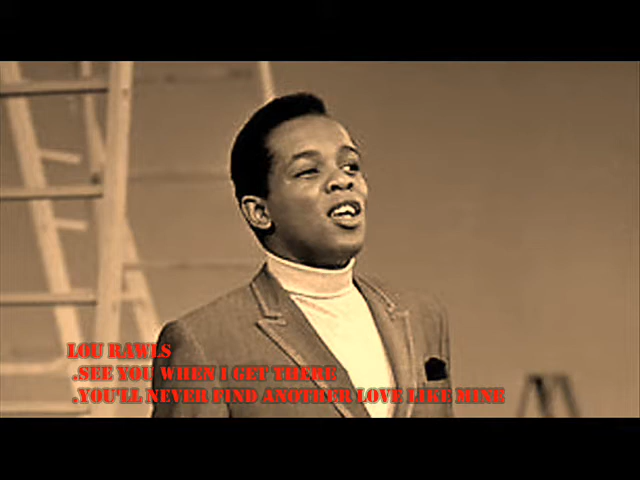 LOU RAWLS
.SEE YOU WHEN I GET THERE
.YOU'LL NEVER FIND ANOTHER LOVE LIKE MINE